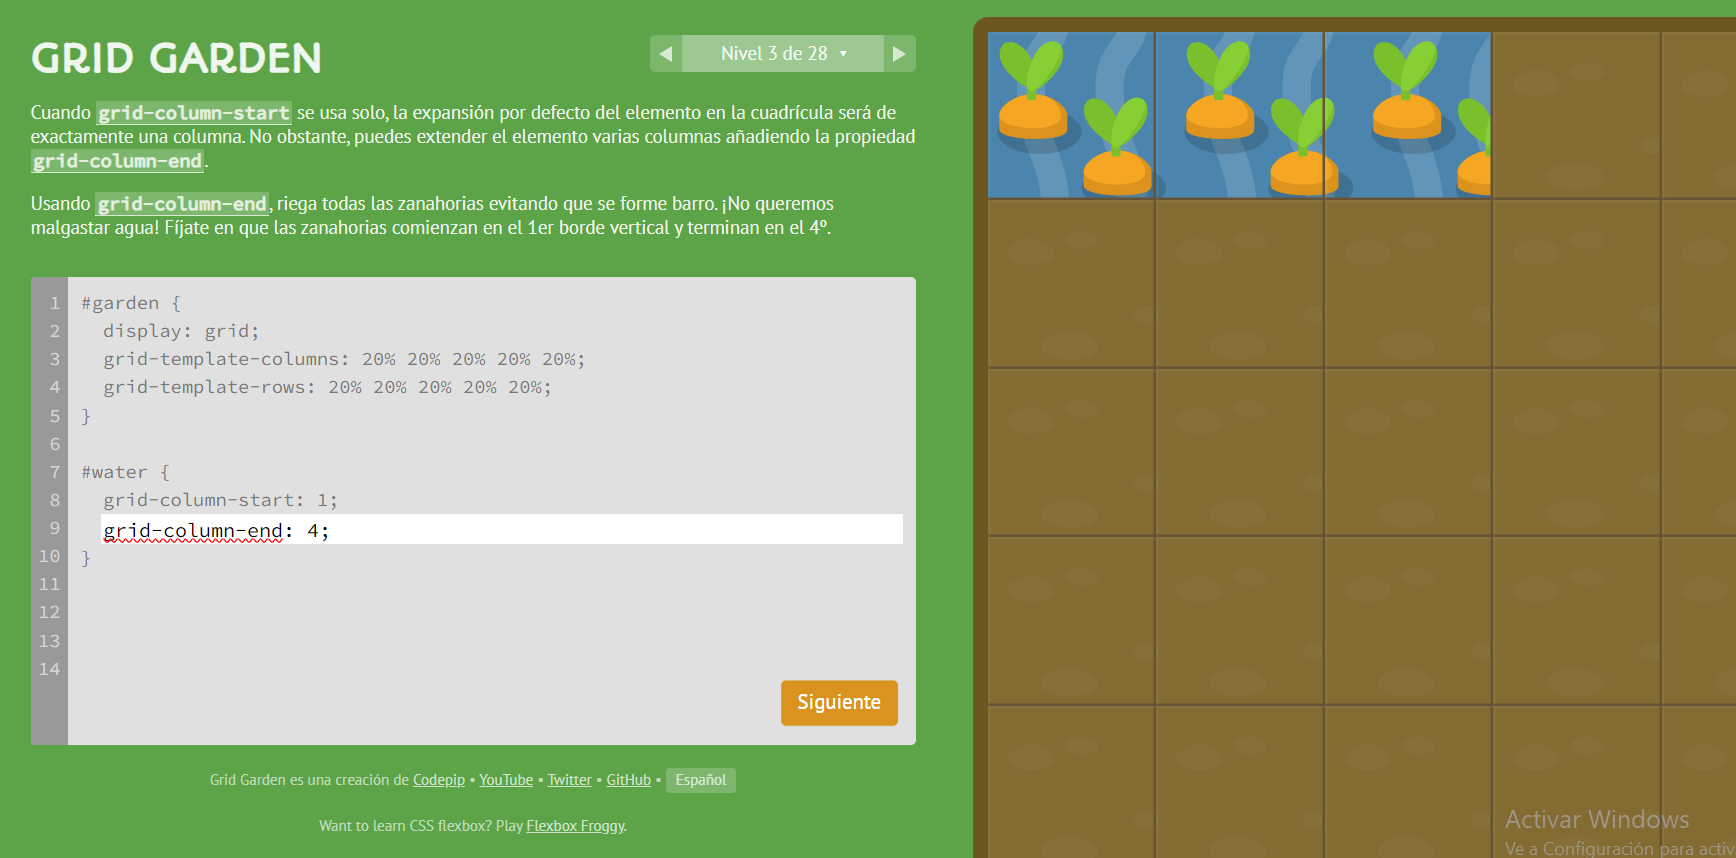 GRID GARDEN
◀ Nivel 3 de 28 ▾ ▶
Cuando grid-column-start se usa solo, la expansión por defecto del elemento en la cuadrícula será de
exactamente una columna. No obstante, puedes extender el elemento varias columnas añadiendo la propiedad
grid-column-end.
Usando grid-column-end, riega todas las zanahorias evitando que se forme barro. ¡No queremos
malgastar agua! Fíjate en que las zanahorias comienzan en el 1er borde vertical y terminan en el 4º.
1 #garden {
2 display: grid;
3 grid-template-columns: 20% 20% 20% 20% 20%;
4 grid-template-rows: 20% 20% 20% 20% 20%;
5 }
6
7 #water {
8 grid-column-start: 1;
9 grid-column-end: 4;
10 }
11
12
13
14
Siguiente
Grid Garden es una creación de Codepip • YouTube • Twitter • GitHub • Español
Want to learn CSS flexbox? Play Flexbox Froggy.
Activar Windows
Ve a Configuración para activ